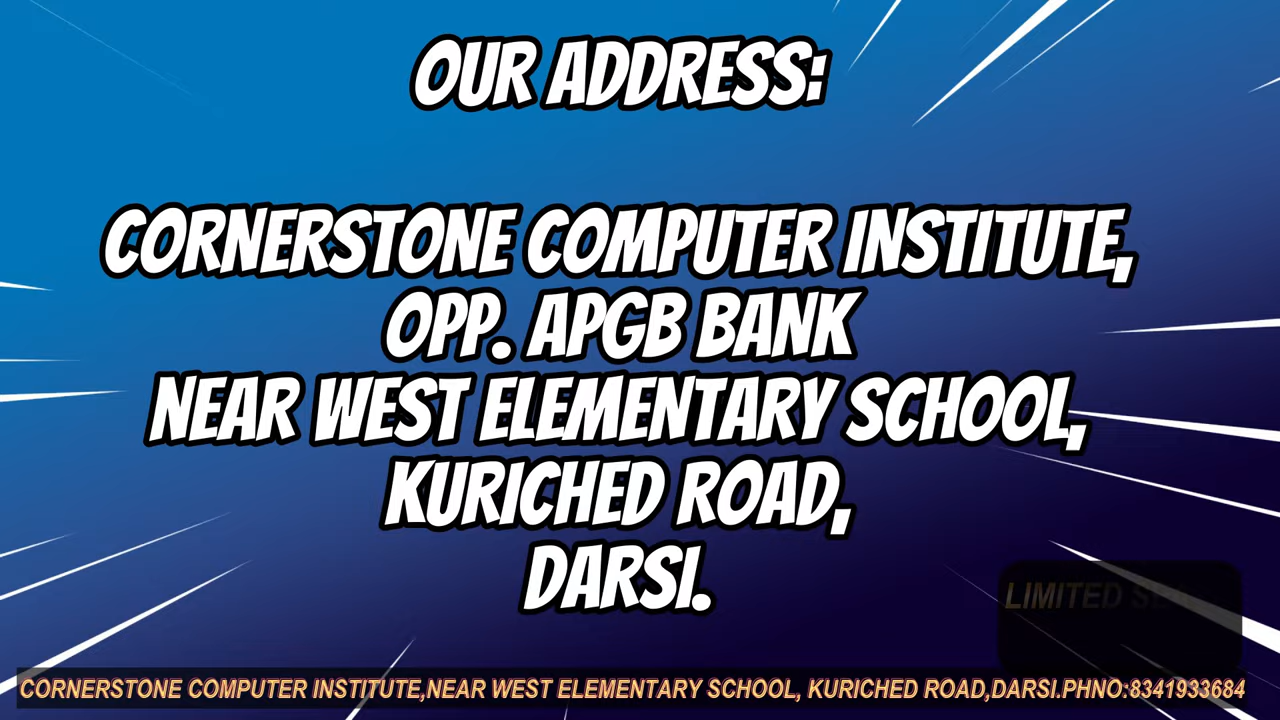 OUR ADDRESS:
CORNERSTONE COMPUTER INSTITUTE,
OPP. APGB BANK
NEAR WEST ELEMENTARY SCHOOL,
KURICHED ROAD,
DARSI.
LIMITED
CORNERSTONE COMPUTER INSTITUTE,NEAR WEST ELEMENTARY SCHOOL, KURICHED ROAD,DARSI.PHNO:8341933684